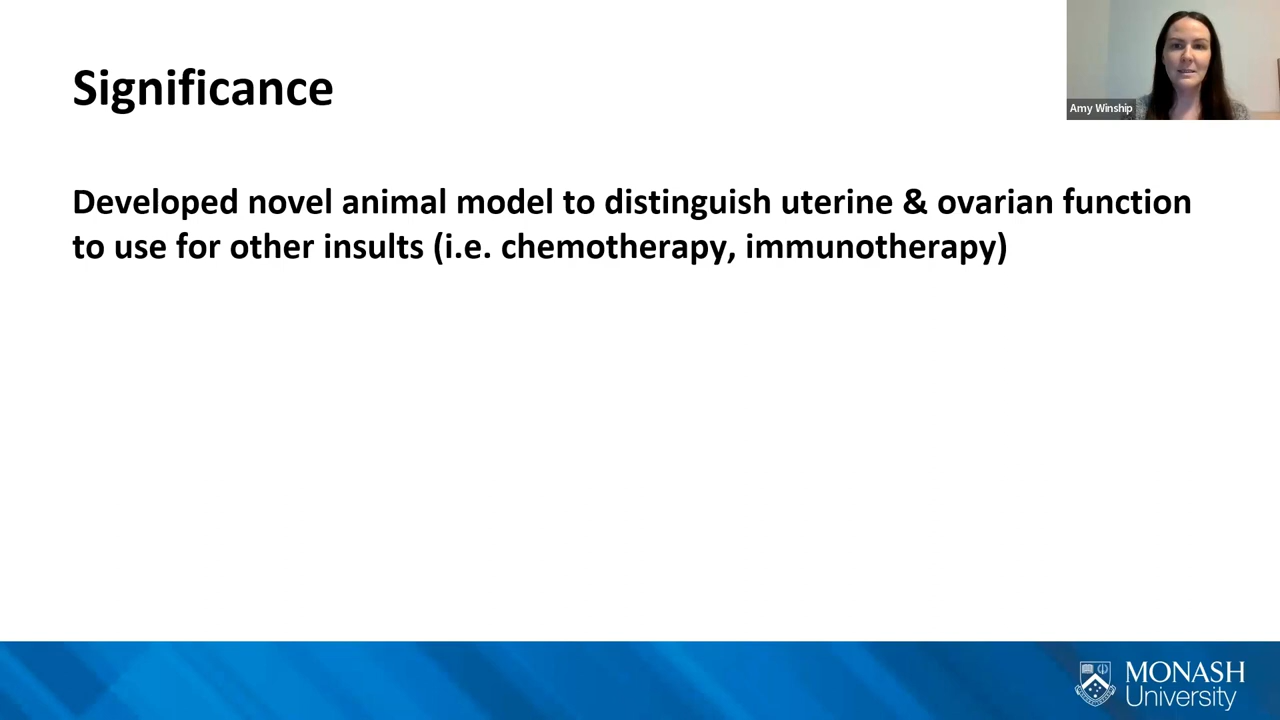 Significance
Amy Winship
Developed novel animal model to distinguish uterine & ovarian function
to use for other insults (i.e. chemotherapy, immunotherapy)
MONASH
University